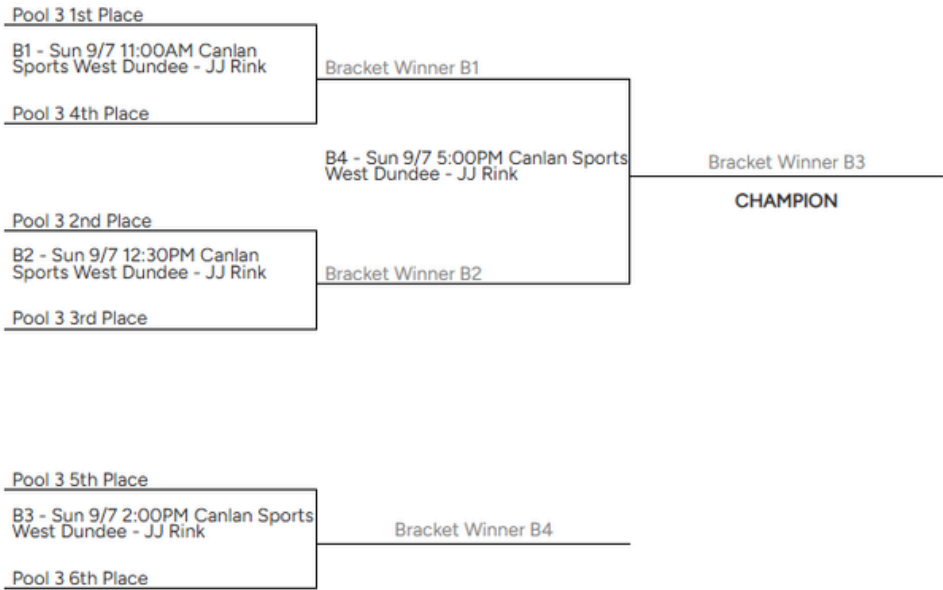 Pool 3 1st Place
B1 - Sun 9/7 11:00AM Canlan
Sports West Dundee - JJ Rink
Bracket Winner B1
Pool 3 4th Place
B4 - Sun 9/7 5:00PM Canlan Sports
West Dundee - JJ Rink
Bracket Winner B3
CHAMPION
Pool 3 2nd Place
B2 - Sun 9/7 12:30PM Canlan
Sports West Dundee - JJ Rink
Bracket Winner B2
Pool 3 3rd Place
Pool 3 5th Place
B3 - Sun 9/7 2:00PM Canlan Sports
West Dundee - JJ Rink
Bracket Winner B4
Pool 3 6th Place